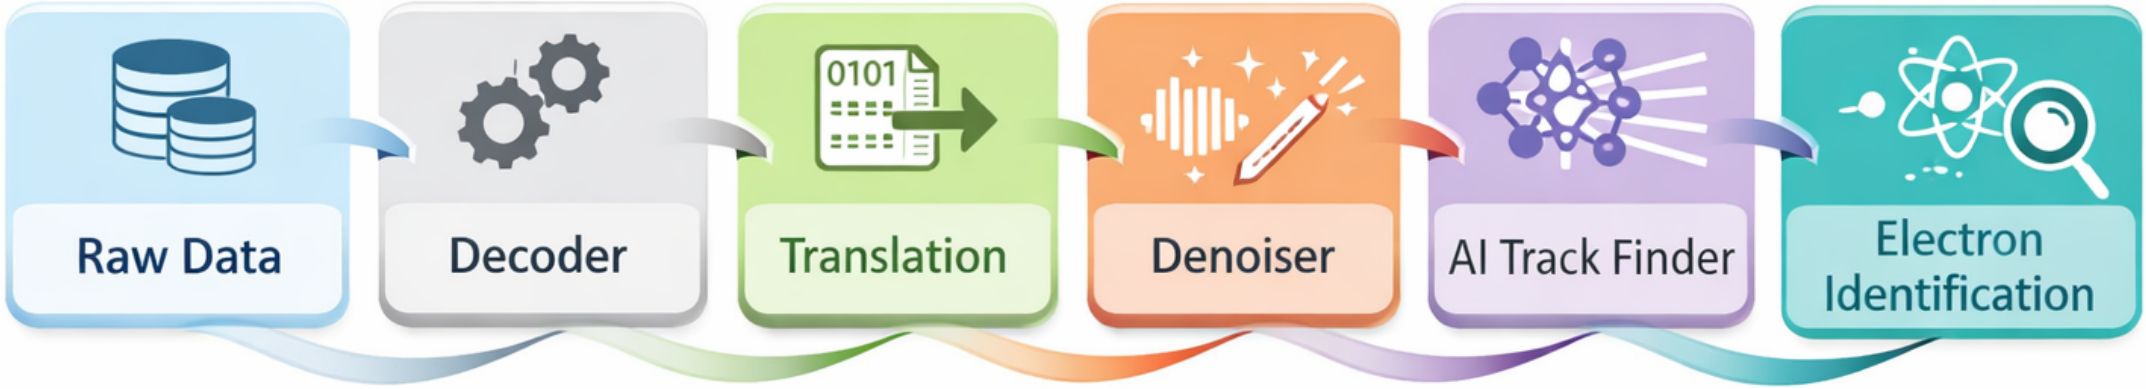 0101
Raw Data
Decoder
Translation
Denoiser
AI Track Finder
Electron
Identification